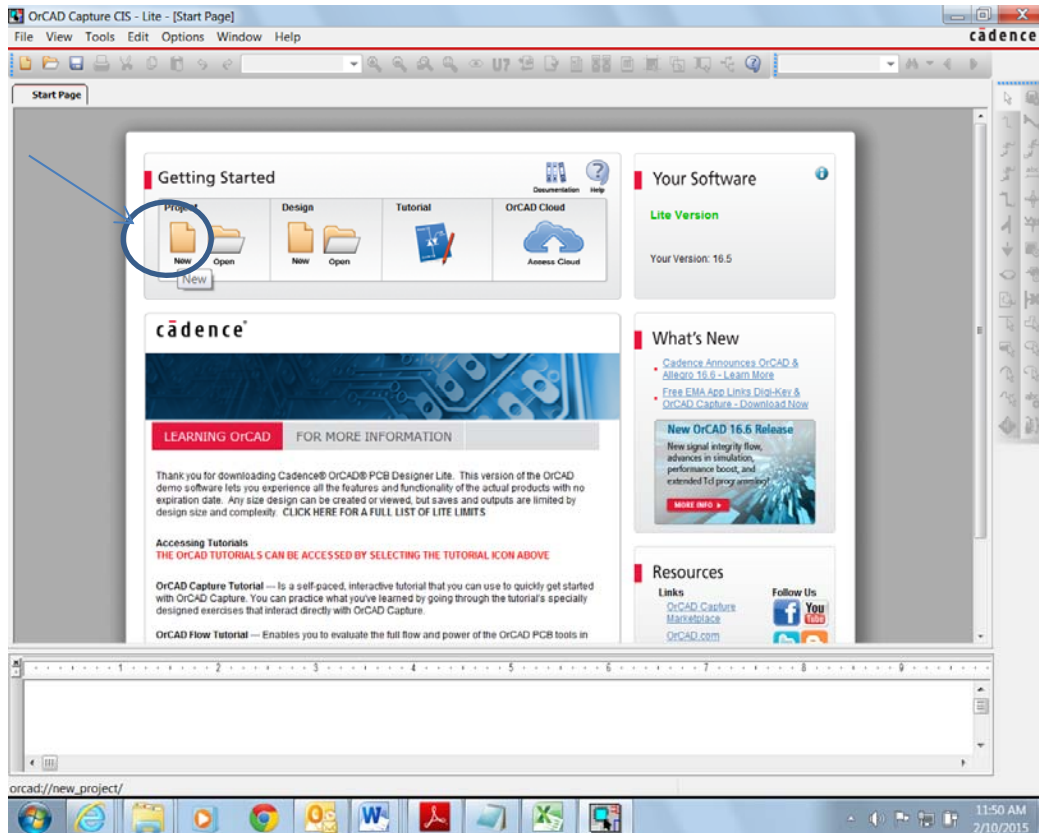 OrCAD Capture CIS - Lite - [Start Page]
File View Tools Edit Options Window Help
cādence
U?
Start Page
Getting Started
Documentation Help
Project Design Tutorial OrCAD Cloud
New Open New Open Access Cloud
New
Your Software
Lite Version
Your Version: 16.5
cādence®
LEARNING OrCAD FOR MORE INFORMATION
Thank you for downloading Cadence® OrCAD® PCB Designer Lite. This version of the OrCAD
demo software lets you experience all the features and functionality of the actual products with no
expiration date. Any size design can be created or viewed, but saves and outputs are limited by
design size and complexity. CLICK HERE FOR A FULL LIST OF LITE LIMITS
Accessing Tutorials
THE OrCAD TUTORIALS CAN BE ACCESSED BY SELECTING THE TUTORIAL ICON ABOVE
OrCAD Capture Tutorial — Is a self-paced, interactive tutorial that you can use to quickly get started
with OrCAD Capture. You can practice what you've learned by going through the tutorial's specially
designed exercises that interact directly with OrCAD Capture.
OrCAD Flow Tutorial — Enables you to evaluate the full flow and power of the OrCAD PCB tools in
What's New
Cadence Announces OrCAD &
Allegro 16.6 - Learn More
Free EMA App Links Digi-Key &
OrCAD Capture - Download Now
New OrCAD 16.6 Release
New signal integrity flow,
advances in simulation,
performance boost, and
extended Tcl programming!
MORE INFO
Resources
Links Follow Us
OrCAD Capture
Marketplace
OrCAD.com
You
Tube
1 2 3 4 5 6 7 8 9
orcad://new_project/
11:50 AM
2/10/2015